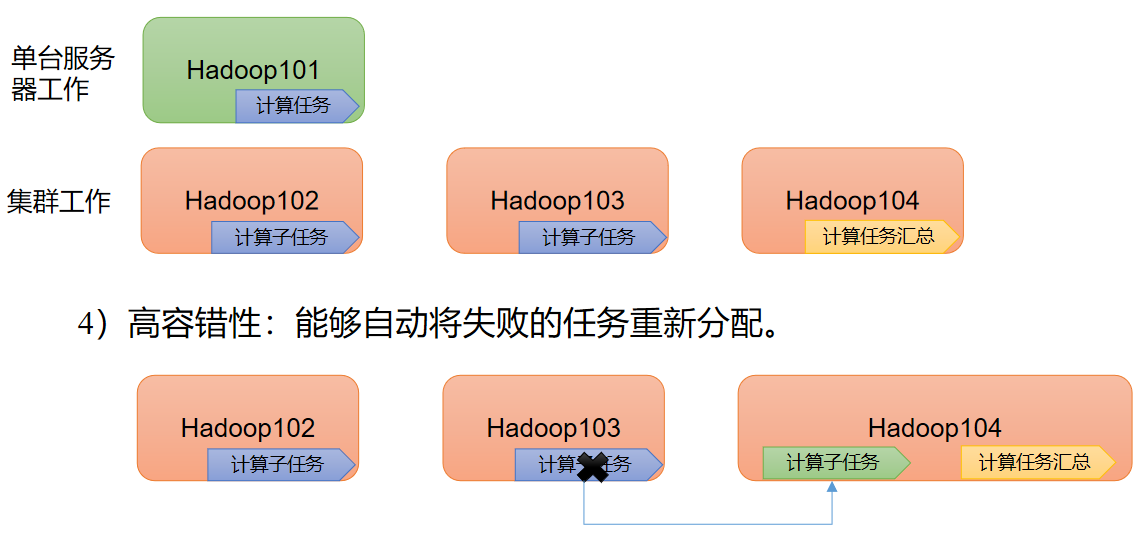 单台服务
器工作
Hadoop101
计算任务
集群工作
Hadoop102
计算子任务
Hadoop103
计算子任务
Hadoop104
计算任务汇总
4）高容错性：能够自动将失败的任务重新分配。
Hadoop102
计算子任务
Hadoop103
计算子任务
Hadoop104
计算子任务
计算任务汇总